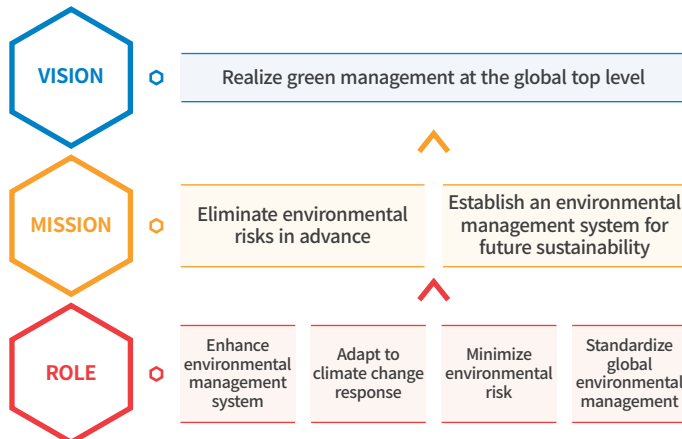 VISION
Realize green management at the global top level
MISSION
Eliminate environmental
risks in advance
Establish an environmental
management system for
future sustainability
ROLE
Enhance
environmental
management
system
Adapt to
climate change
response
Minimize
environmental
risk
Standardize
global
environmental
management